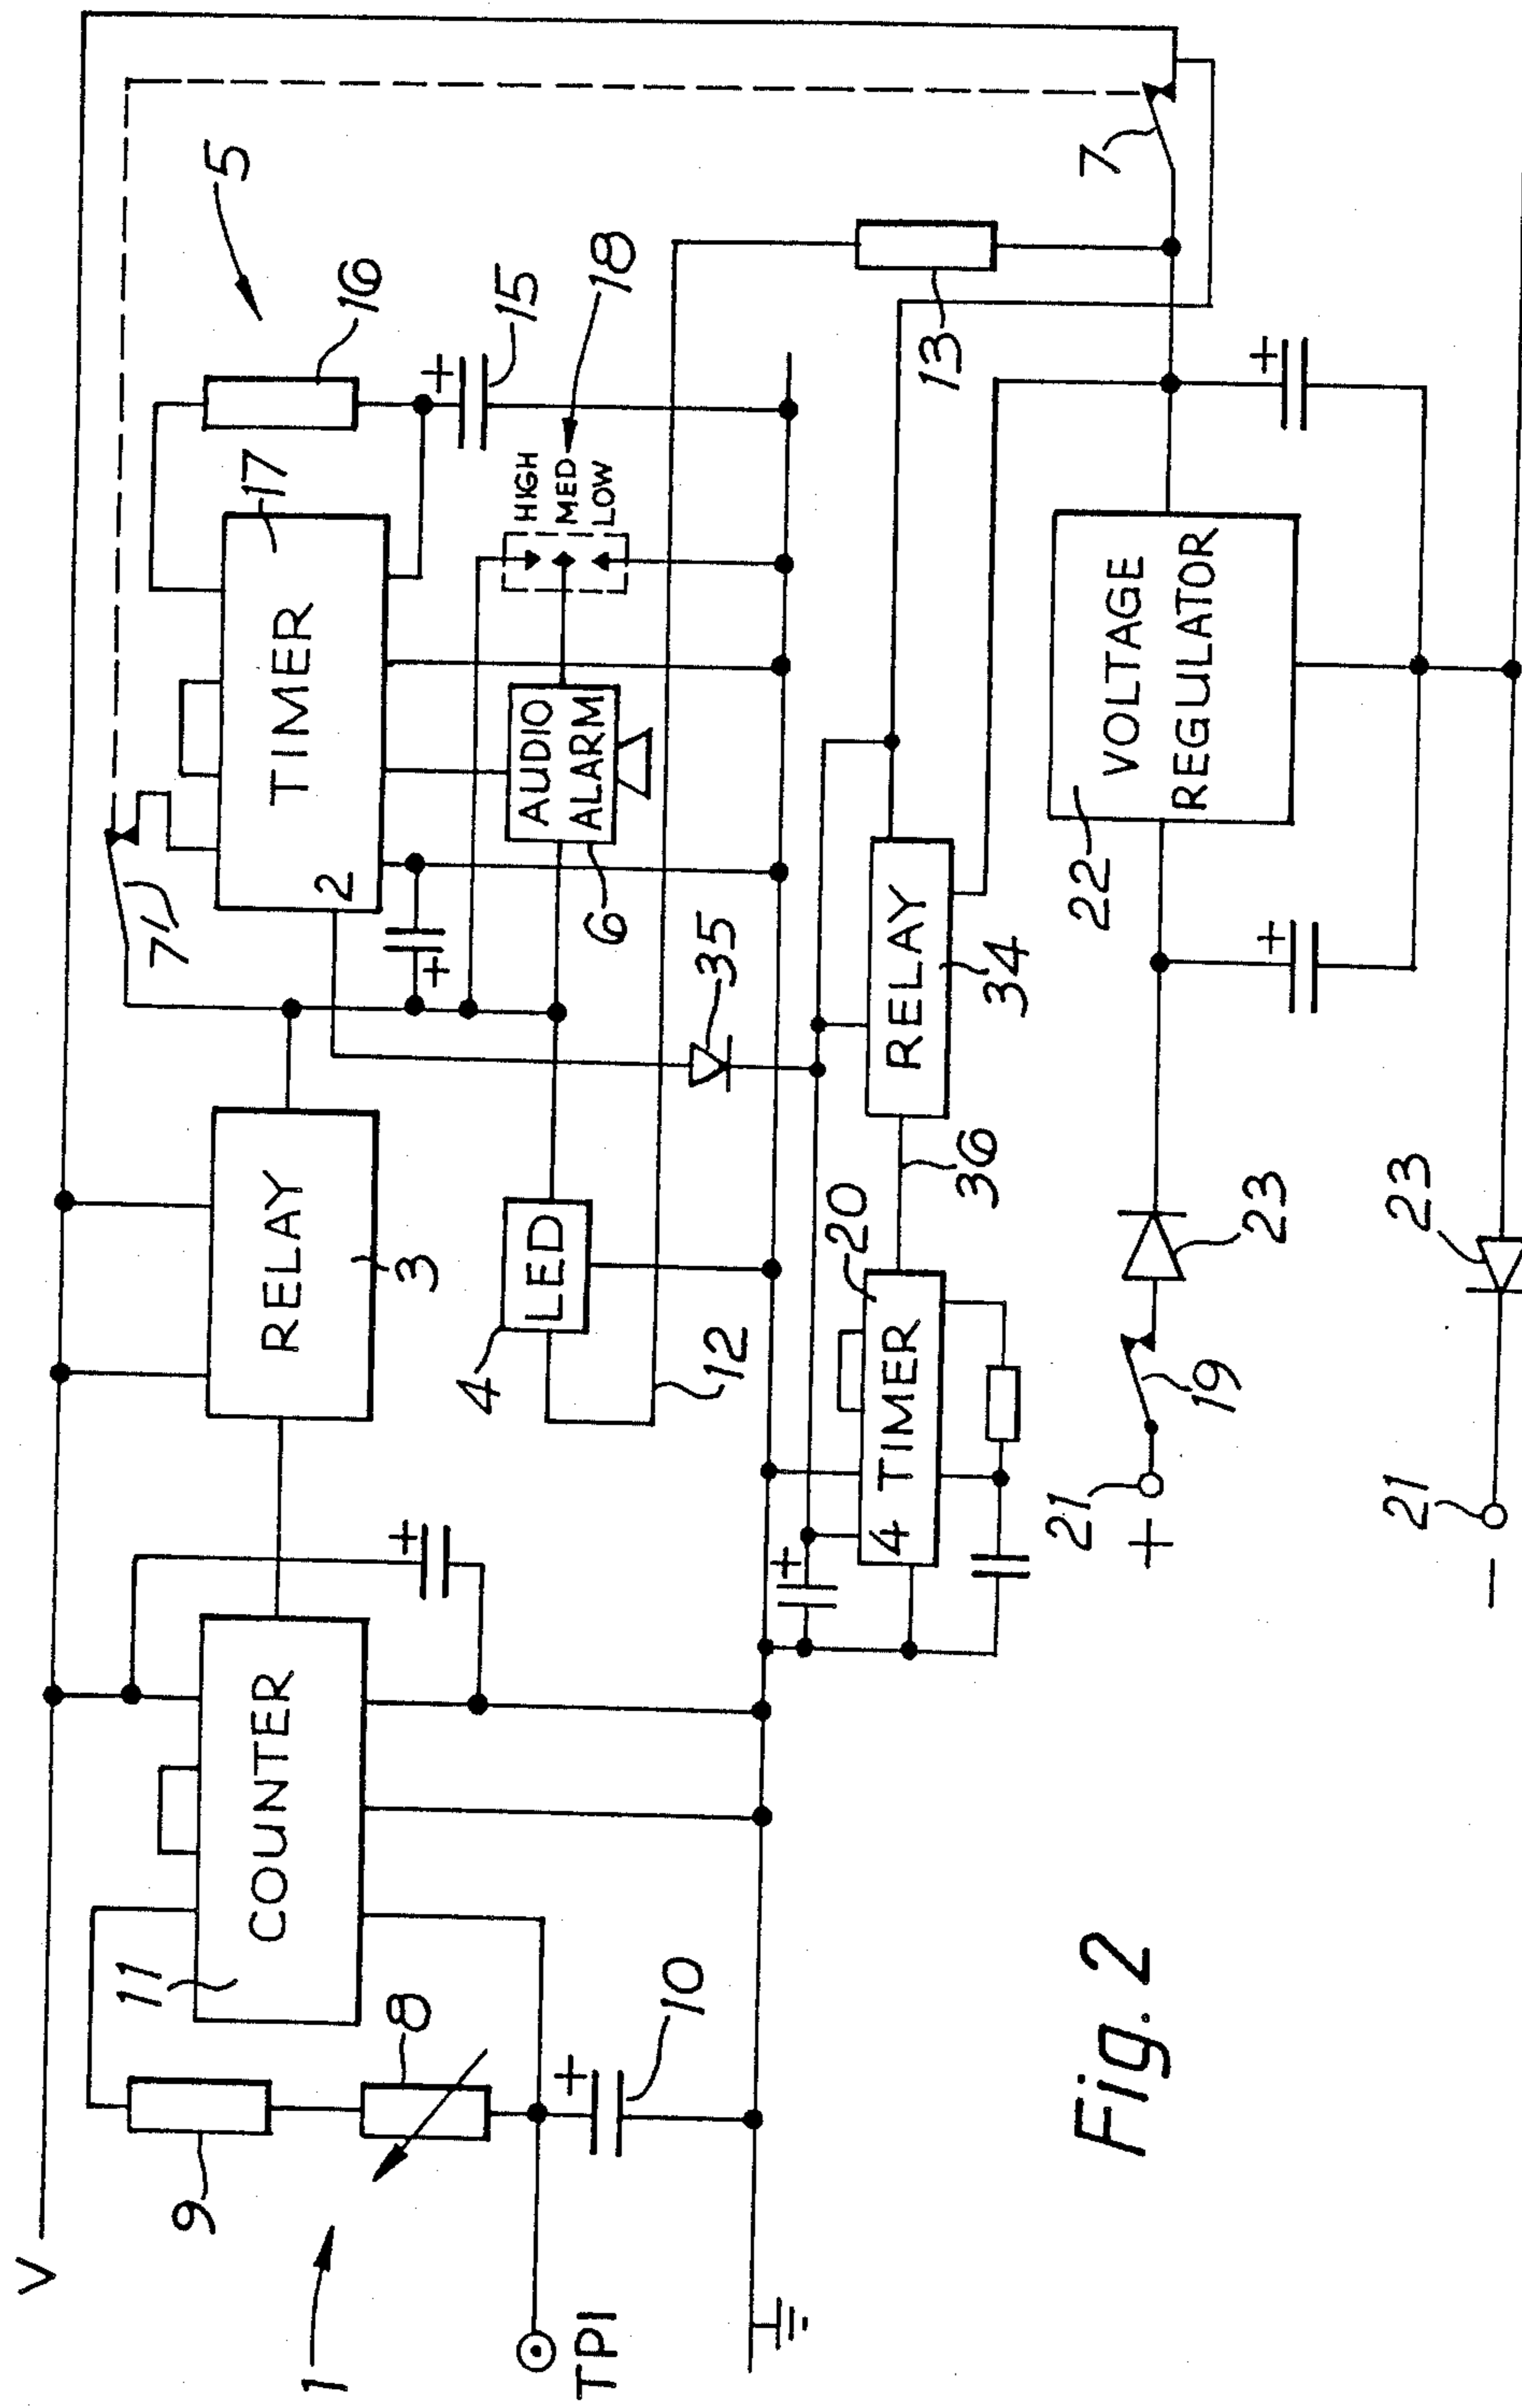 V
5
16
17
15
HIGH
MED
LOW
18
TIMER
2
7
AUDIO
ALARM
6
13
7
35
RELAY
3
LED
4
12
RELAY
34
36
20
4 TIMER
VOLTAGE
REGULATOR
22
23
19
21
+
23
21
−
COUNTER
11
9
8
10
1
TP1
+
+
+
+
+
+
+
Fig. 2